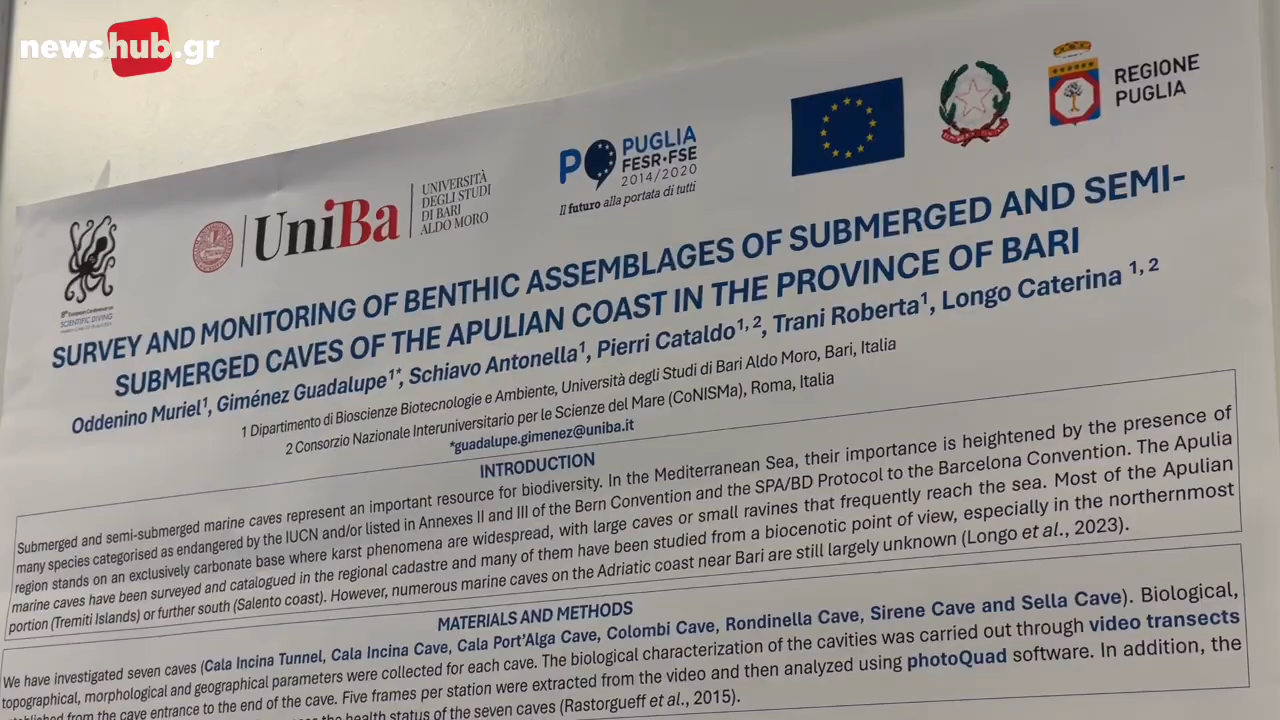 newshub.gr
REGIONE
PUGLIA
PUGLIA
FESR•FSE
2014/2020
Il futuro alla portata di tutti
UniBa
UNIVERSITÀ
DEGLI STUDI
DI BARI
ALDO MORO
SCIENTIFIC DIVING
SURVEY AND MONITORING OF BENTHIC ASSEMBLAGES OF SUBMERGED AND SEMI-
SUBMERGED CAVES OF THE APULIAN COAST IN THE PROVINCE OF BARI
Oddenino Muriel1, Giménez Guadalupe1*, Schiavo Antonella1, Pierri Cataldo1, 2, Trani Roberta1, Longo Caterina 1, 2
1 Dipartimento di Bioscienze Biotecnologie e Ambiente, Università degli Studi di Bari Aldo Moro, Bari, Italia
2 Consorzio Nazionale Interuniversitario per le Scienze del Mare (CoNISMa), Roma, Italia
*guadalupe.gimenez@uniba.it
INTRODUCTION
Submerged and semi-submerged marine caves represent an important resource for biodiversity. In the Mediterranean Sea, their importance is heightened by the presence of
many species categorised as endangered by the IUCN and/or listed in Annexes II and III of the Bern Convention and the SPA/BD Protocol to the Barcelona Convention. The Apulia
region stands on an exclusively carbonate base where karst phenomena are widespread, with large caves or small ravines that frequently reach the sea. Most of the Apulian
marine caves have been surveyed and catalogued in the regional cadastre and many of them have been studied from a biocenotic point of view, especially in the northernmost
portion (Tremiti Islands) or further south (Salento coast). However, numerous marine caves on the Adriatic coast near Bari are still largely unknown (Longo et al., 2023).
MATERIALS AND METHODS
We have investigated seven caves (Cala Incina Tunnel, Cala Incina Cave, Cala Port'Alga Cave, Colombi Cave, Rondinella Cave, Sirene Cave and Sella Cave). Biological,
topographical, morphological and geographical parameters were collected for each cave. The biological characterization of the cavities was carried out through video transects
from the cave entrance to the end of the cave. Five frames per station were extracted from the video and then analyzed using photoQuad software. In addition, the
the health status of the seven caves (Rastorgueff et al., 2015).